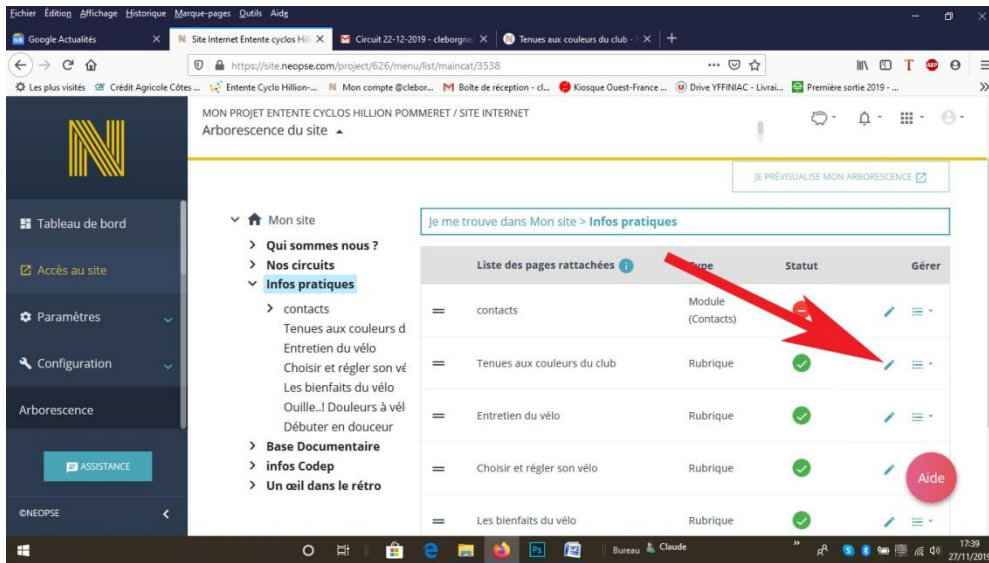 Eichier Édition Affichage Historique Marque-pages Outils Aide
Google Actualités
Site Internet Entente cyclos Hill
Circuit 22-12-2019 - cleborgne
Tenues aux couleurs du club -
https://site.neopse.com/project/626/menu/list/maincat/3538
Les plus visités Crédit Agricole Côtes ... Entente Cyclo Hillion-... Mon compte @clebor... Boîte de réception - cl... Kiosque Ouest-France ... Drive YFFINIAC - Livrai... Première sortie 2019 - ...
N
MON PROJET ENTENTE CYCLOS HILLION POMMERET / SITE INTERNET
Arborescence du site
JE PRÉVISUALISE MON ARBORESCENCE
Tableau de bord
Accès au site
Paramètres
Configuration
Arborescence
ASSISTANCE
©NEOPSE
Mon site
Qui sommes nous ?
Nos circuits
Infos pratiques
contacts
Tenues aux couleurs d
Entretien du vélo
Choisir et régler son vé
Les bienfaits du vélo
Ouille..! Douleurs à vél
Débuter en douceur
Base Documentaire
infos Codep
Un œil dans le rétro
Je me trouve dans Mon site > Infos pratiques
Liste des pages rattachées Type Statut Gérer
contacts Module (Contacts)
Tenues aux couleurs du club Rubrique
Entretien du vélo Rubrique
Choisir et régler son vélo Rubrique
Les bienfaits du vélo Rubrique
Aide
Bureau Claude
17:39
27/11/2019